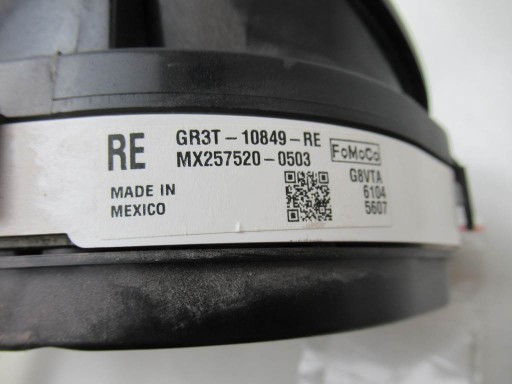 RE
GR3T-10849-RE
MX257520-0503
FoMoCo
MADE IN
MEXICO
G8VTA
6104
5607